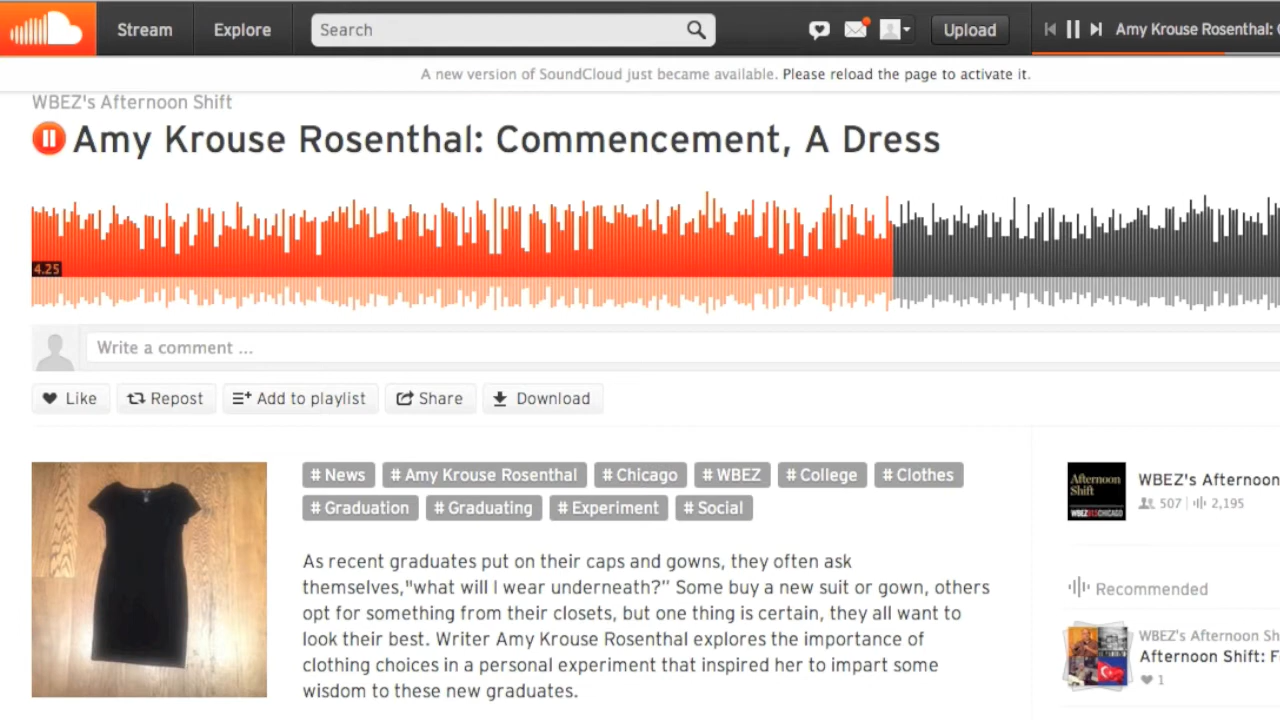 Stream Explore Search Upload Amy Krouse Rosenthal:
A new version of SoundCloud just became available. Please reload the page to activate it.
WBEZ's Afternoon Shift
Amy Krouse Rosenthal: Commencement, A Dress
4.25
Write a comment ...
Like Repost Add to playlist Share Download
# News # Amy Krouse Rosenthal # Chicago # WBEZ # College # Clothes
# Graduation # Graduating # Experiment # Social
As recent graduates put on their caps and gowns, they often ask
themselves,"what will I wear underneath?” Some buy a new suit or gown, others
opt for something from their closets, but one thing is certain, they all want to
look their best. Writer Amy Krouse Rosenthal explores the importance of
clothing choices in a personal experiment that inspired her to impart some
wisdom to these new graduates.
Afternoon
Shift
WBEZ91.5CHICAGO
WBEZ's Afternoon
507 2,195
Recommended
WBEZ's Afternoon Sh
Afternoon Shift: F
1